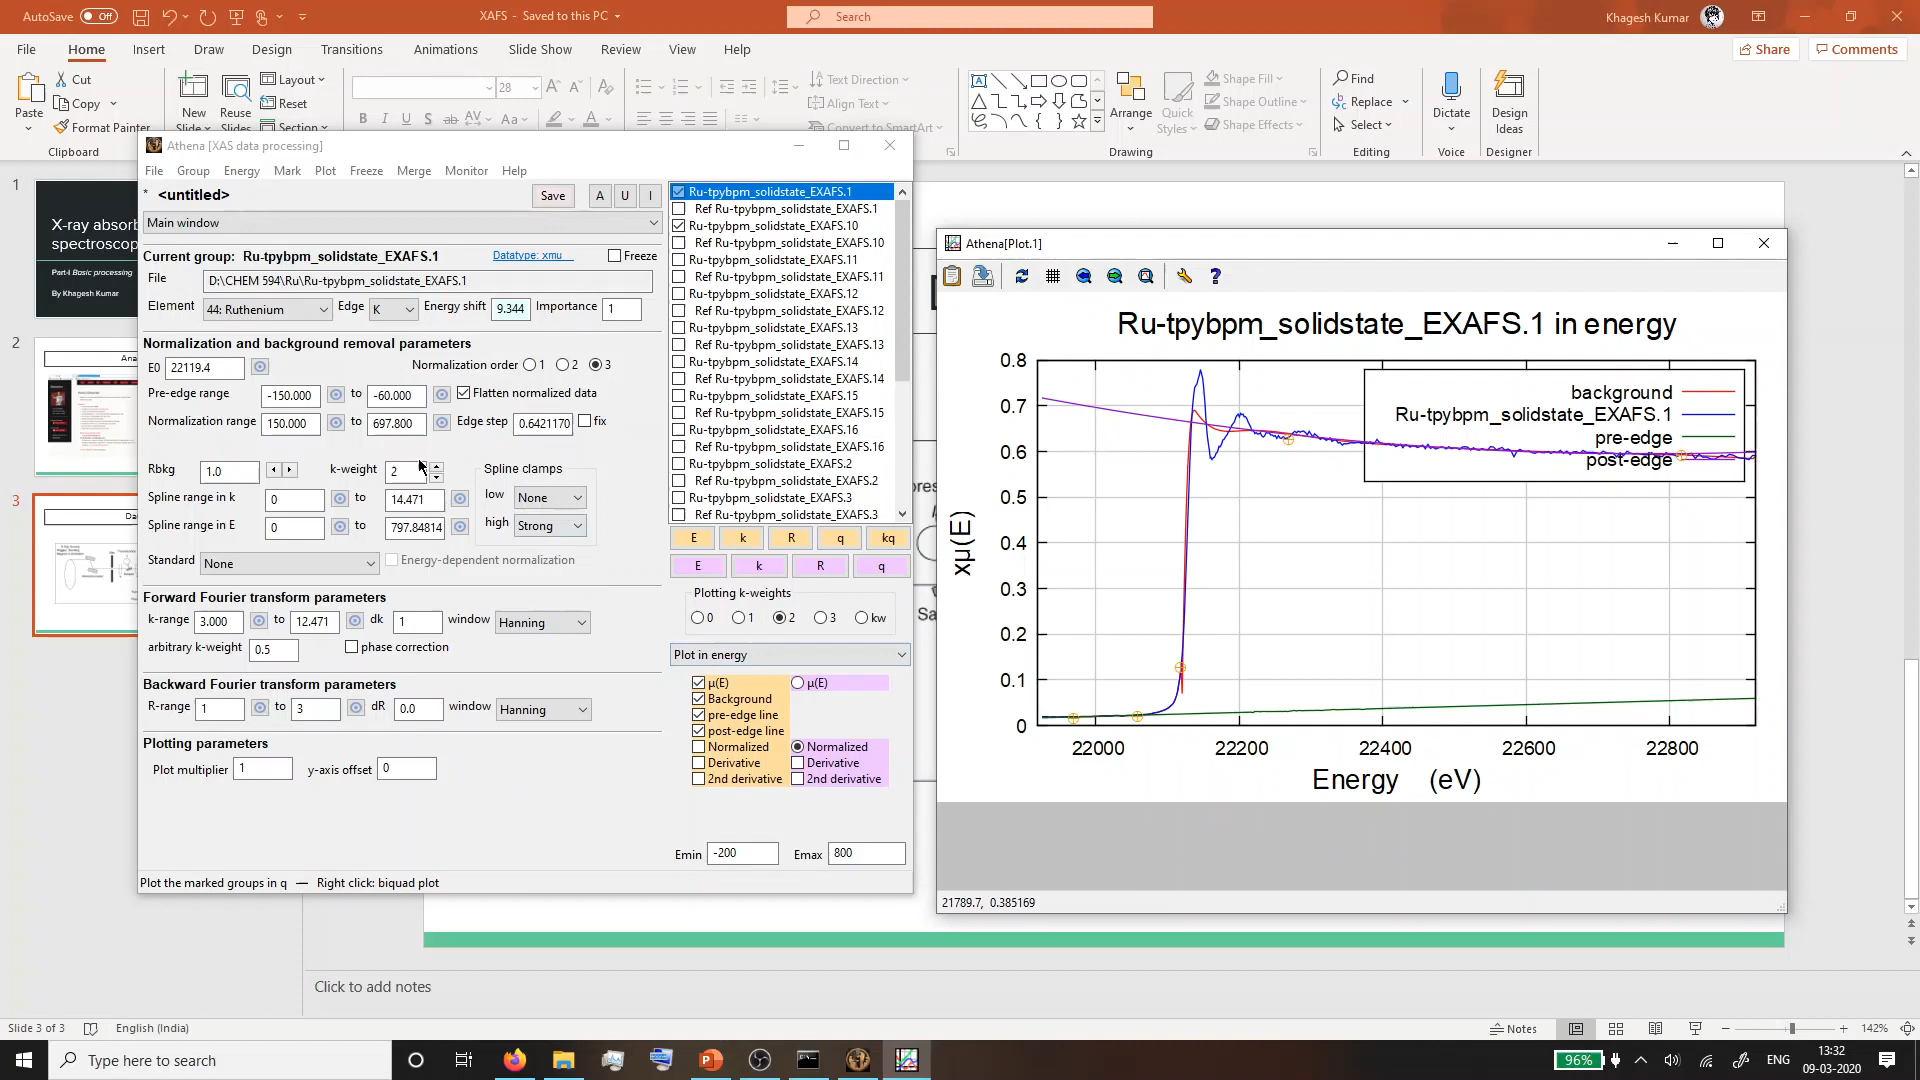 AutoSave Off
XAFS - Saved to this PC
Search
Khagesh Kumar
File Home Insert Draw Design Transitions Animations Slide Show Review View Help
Share Comments
Paste
Cut
Copy
Format Painter
Clipboard
New
Slide
Reuse
Slides
Layout
Reset
Section
28
Text Direction
Align Text
Convert to SmartArt
Arrange
Quick
Styles
Shape Fill
Shape Outline
Shape Effects
Drawing
Find
Replace
Select
Editing
Dictate
Voice
Design
Ideas
Designer
1
X-ray absorb
spectroscop
Part-I Basic processing
By Khagesh Kumar
2
3
Athena [XAS data processing]
File Group Energy Mark Plot Freeze Merge Monitor Help
* <untitled>
Save A U I
Main window
Current group: Ru-tpybpm_solidstate_EXAFS.1 Datatype: xmu Freeze
File D:\CHEM 594\Ru\Ru-tpybpm_solidstate_EXAFS.1
Element 44: Ruthenium Edge K Energy shift 9.344 Importance 1
Normalization and background removal parameters
E0 22119.4 Normalization order 1 2 3
Pre-edge range -150.000 to -60.000 Flatten normalized data
Normalization range 150.000 to 697.800 Edge step 0.6421170 fix
Rbkg 1.0 k-weight 2 Spline clamps
Spline range in k 0 to 14.471 low None
Spline range in E 0 to 797.84814 high Strong
Standard None Energy-dependent normalization
Forward Fourier transform parameters
k-range 3.000 to 12.471 dk 1 window Hanning
arbitrary k-weight 0.5 phase correction
Backward Fourier transform parameters
R-range 1 to 3 dR 0.0 window Hanning
Plotting parameters
Plot multiplier 1 y-axis offset 0
Plot the marked groups in q — Right click: biquad plot
Ru-tpybpm_solidstate_EXAFS.1
Ref Ru-tpybpm_solidstate_EXAFS.1
Ru-tpybpm_solidstate_EXAFS.10
Ref Ru-tpybpm_solidstate_EXAFS.10
Ru-tpybpm_solidstate_EXAFS.11
Ref Ru-tpybpm_solidstate_EXAFS.11
Ru-tpybpm_solidstate_EXAFS.12
Ref Ru-tpybpm_solidstate_EXAFS.12
Ru-tpybpm_solidstate_EXAFS.13
Ref Ru-tpybpm_solidstate_EXAFS.13
Ru-tpybpm_solidstate_EXAFS.14
Ref Ru-tpybpm_solidstate_EXAFS.14
Ru-tpybpm_solidstate_EXAFS.15
Ref Ru-tpybpm_solidstate_EXAFS.15
Ru-tpybpm_solidstate_EXAFS.16
Ref Ru-tpybpm_solidstate_EXAFS.16
Ru-tpybpm_solidstate_EXAFS.2
Ref Ru-tpybpm_solidstate_EXAFS.2
Ru-tpybpm_solidstate_EXAFS.3
Ref Ru-tpybpm_solidstate_EXAFS.3
E k R q kq
E k R q
Plotting k-weights
0 1 2 3 kw
Plot in energy
μ(E) μ(E)
Background
pre-edge line
post-edge line
Normalized Normalized
Derivative Derivative
2nd derivative 2nd derivative
Emin -200 Emax 800
pres
Sa
Athena[Plot.1]
Ru-tpybpm_solidstate_EXAFS.1 in energy
background
Ru-tpybpm_solidstate_EXAFS.1
pre-edge
post-edge
0.8
0.7
0.6
0.5
0.4
0.3
0.2
0.1
0
xμ(E)
22000 22200 22400 22600 22800
Energy (eV)
21789.7, 0.385169
Click to add notes
Slide 3 of 3 English (India)
Notes
142%
Type here to search
96%
ENG
13:32
09-03-2020